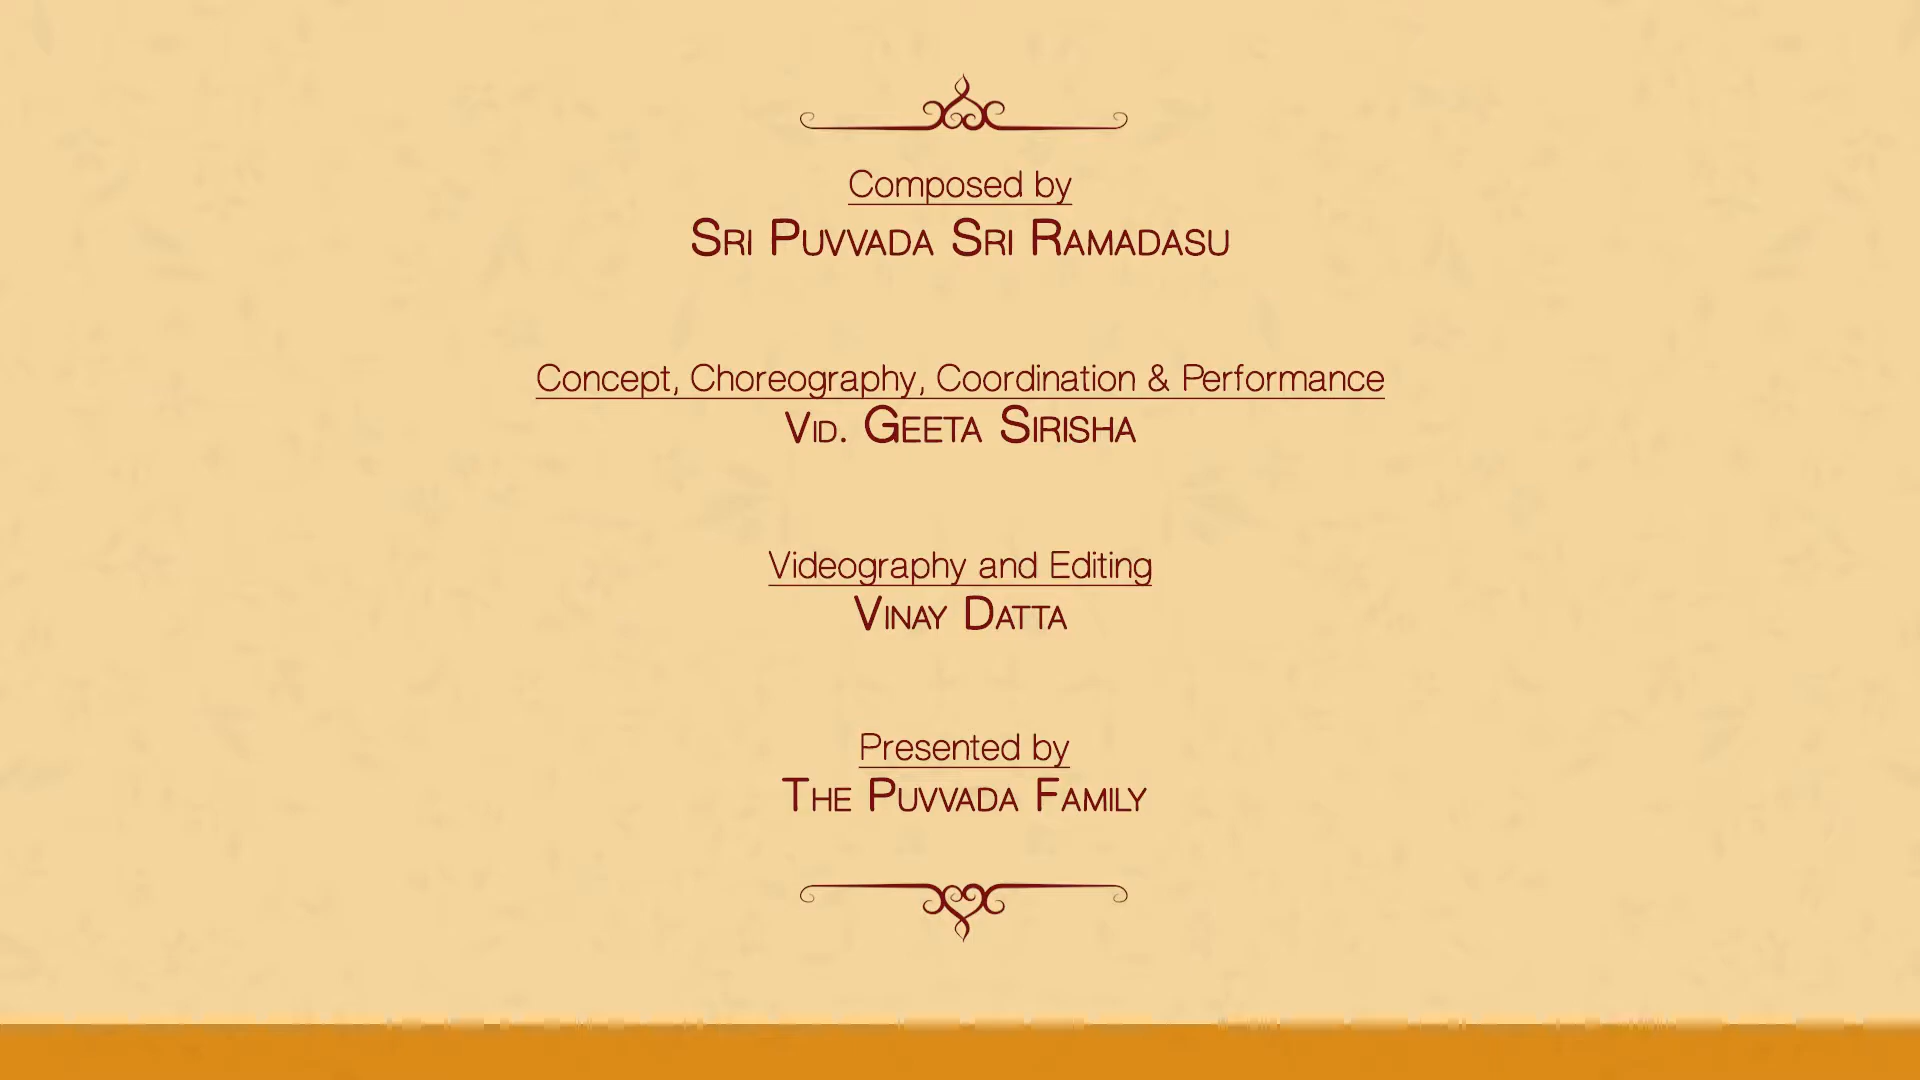 Composed by
Sri Puvvada Sri Ramadasu
Concept, Choreography, Coordination & Performance
Vid. Geeta Sirisha
Videography and Editing
Vinay Datta
Presented by
The Puvvada Family